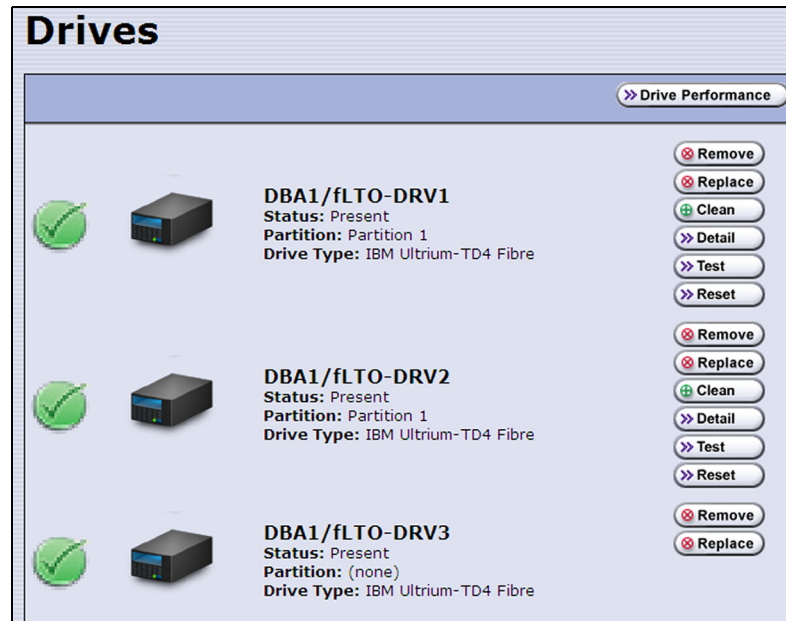 Drives
Drive Performance
DBA1/fLTO-DRV1
Status: Present
Partition: Partition 1
Drive Type: IBM Ultrium-TD4 Fibre
Remove
Replace
Clean
Detail
Test
Reset
DBA1/fLTO-DRV2
Status: Present
Partition: Partition 1
Drive Type: IBM Ultrium-TD4 Fibre
Remove
Replace
Clean
Detail
Test
Reset
DBA1/fLTO-DRV3
Status: Present
Partition: (none)
Drive Type: IBM Ultrium-TD4 Fibre
Remove
Replace